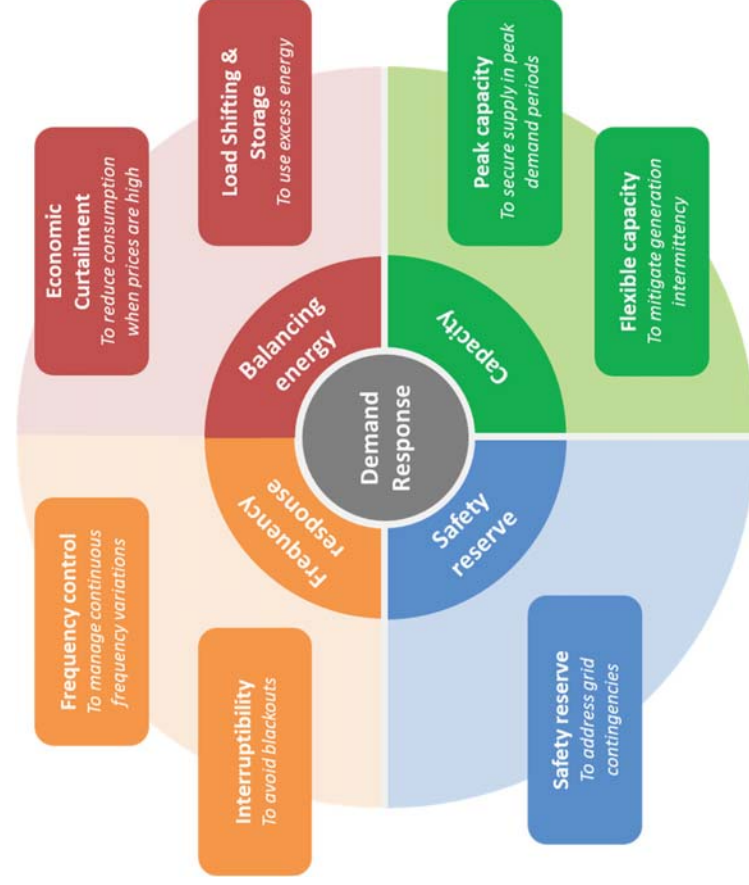 Demand
Response
Balancing
energy
Economic
Curtailment
To reduce consumption
when prices are high
Load Shifting &
Storage
To use excess energy
Capacity
Peak capacity
To secure supply in peak
demand periods
Flexible capacity
To mitigate generation
intermittency
Safety
reserve
Safety reserve
To address grid
contingencies
Frequency
response
Frequency control
To manage continuous
frequency variations
Interruptibility
To avoid blackouts